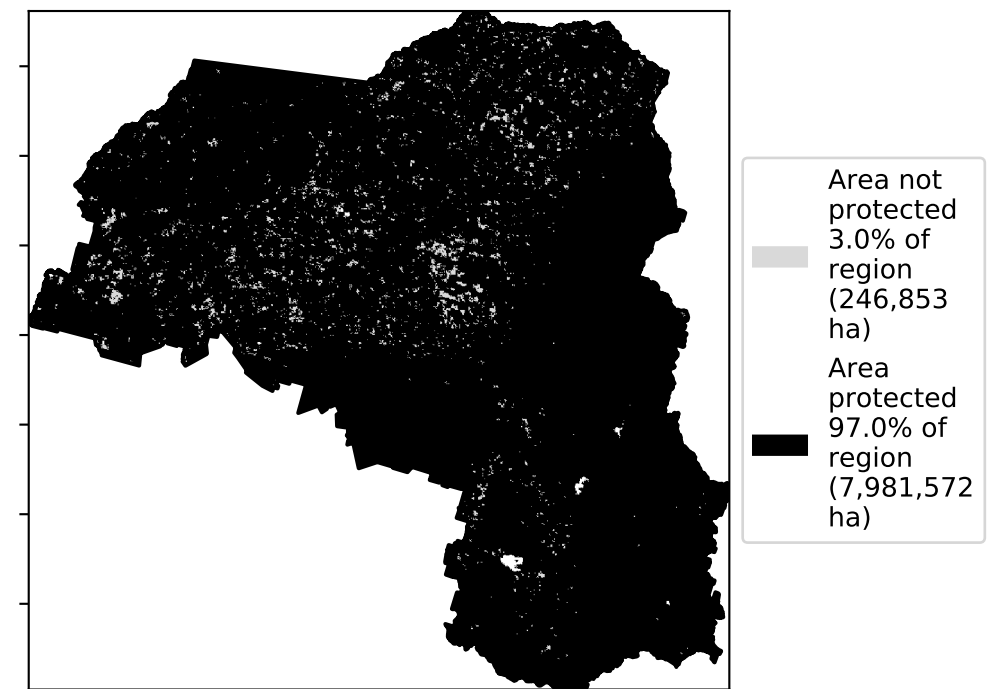 Area not
protected
3.0% of
region
(246,853
ha)
Area
protected
97.0% of
region
(7,981,572
ha)